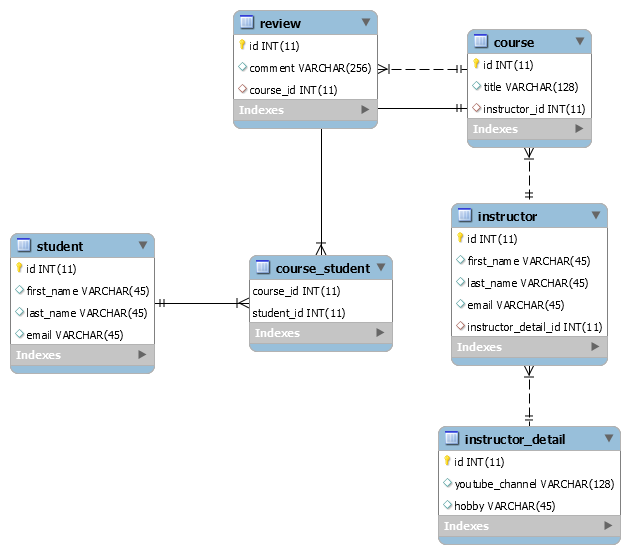 review
id INT(11)
comment VARCHAR(256)
course_id INT(11)
Indexes
course
id INT(11)
title VARCHAR(128)
instructor_id INT(11)
Indexes
instructor
id INT(11)
first_name VARCHAR(45)
last_name VARCHAR(45)
email VARCHAR(45)
instructor_detail_id INT(11)
Indexes
student
id INT(11)
first_name VARCHAR(45)
last_name VARCHAR(45)
email VARCHAR(45)
Indexes
course_student
course_id INT(11)
student_id INT(11)
Indexes
instructor_detail
id INT(11)
youtube_channel VARCHAR(128)
hobby VARCHAR(45)
Indexes